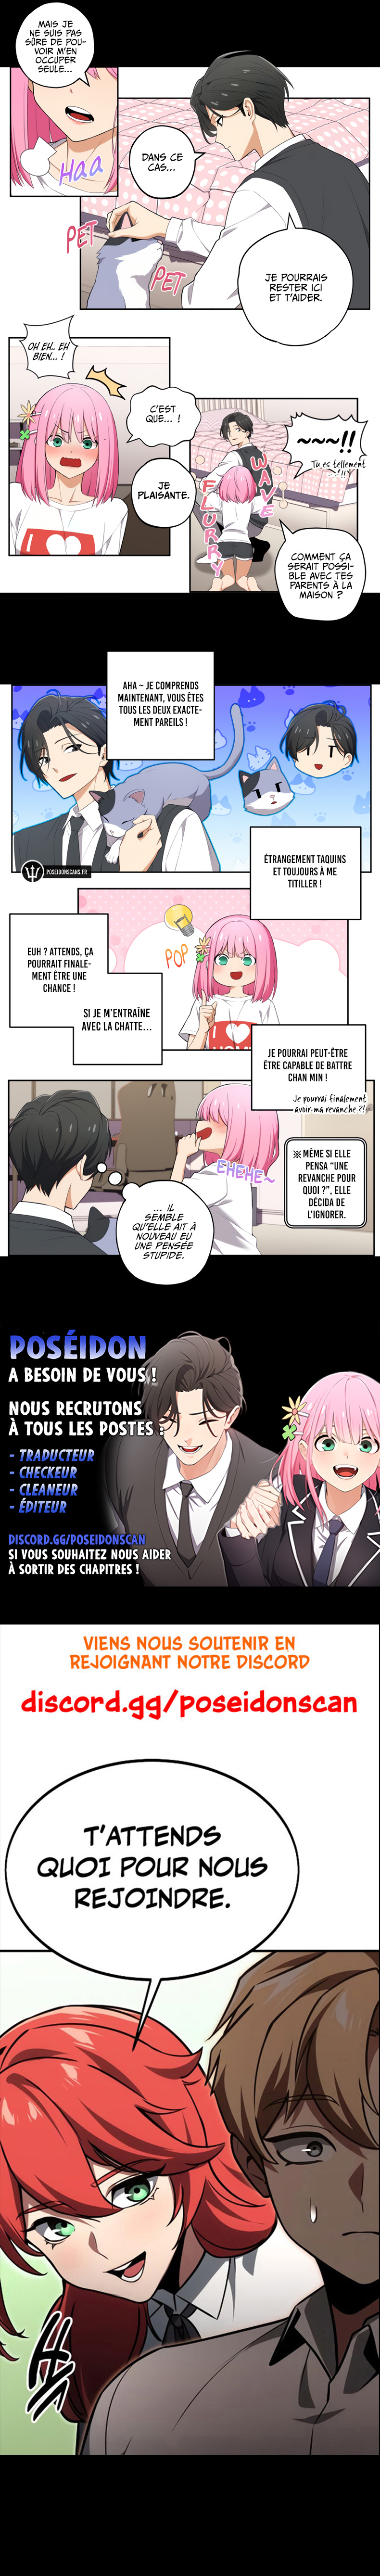 MAIS JE
NE SUIS PAS
SÛRE DE POU-
VOIR M'EN
OCCUPER
SEULE...
HAA
DANS CE
CAS...
PET
PET
JE POURRAIS
RESTER ICI
ET T'AIDER.
OH EH.. EH
BIEN... !
C'EST
QUE... !
JE
PLAISANTE.
~~~!!
Tu es tellement
~~!!
WAVE
FLURRY
COMMENT ÇA
SERAIT POSSI-
BLE AVEC TES
PARENTS À LA
MAISON ?
AHA ~ JE COMPRENDS
MAINTENANT, VOUS ÊTES
TOUS LES DEUX EXACTE-
MENT PAREILS !
POSEIDONSCANS.FR
ÉTRANGEMENT TAQUINS
ET TOUJOURS À ME
TITILLER !
POP
EUH ? ATTENDS, ÇA
POURRAIT FINALE-
MENT ÊTRE UNE
CHANCE !
SI JE M'ENTRAÎNE
AVEC LA CHATTE...
JE POURRAI PEUT-ÊTRE
ÊTRE CAPABLE DE BATTRE
CHAN MIN !
Je pourrai finalement
avoir ma revanche ?!
EHEHE~
※ MÊME SI ELLE
PENSA "UNE
REVANCHE POUR
QUOI ?", ELLE
DÉCIDA DE
L'IGNORER.
... IL
SEMBLE
QU'ELLE AIT À
NOUVEAU EU
UNE PENSÉE
STUPIDE.
POSÉIDON
A BESOIN DE VOUS !
NOUS RECRUTONS
À TOUS LES POSTES :
- TRADUCTEUR
- CHECKEUR
- CLEANEUR
- ÉDITEUR
DISCORD.GG/POSEIDONSCAN
SI VOUS SOUHAITEZ NOUS AIDER
À SORTIR DES CHAPITRES !
VIENS NOUS SOUTENIR EN
REJOIGNANT NOTRE DISCORD
discord.gg/poseidonscan
T'ATTENDS
QUOI POUR NOUS
REJOINDRE.